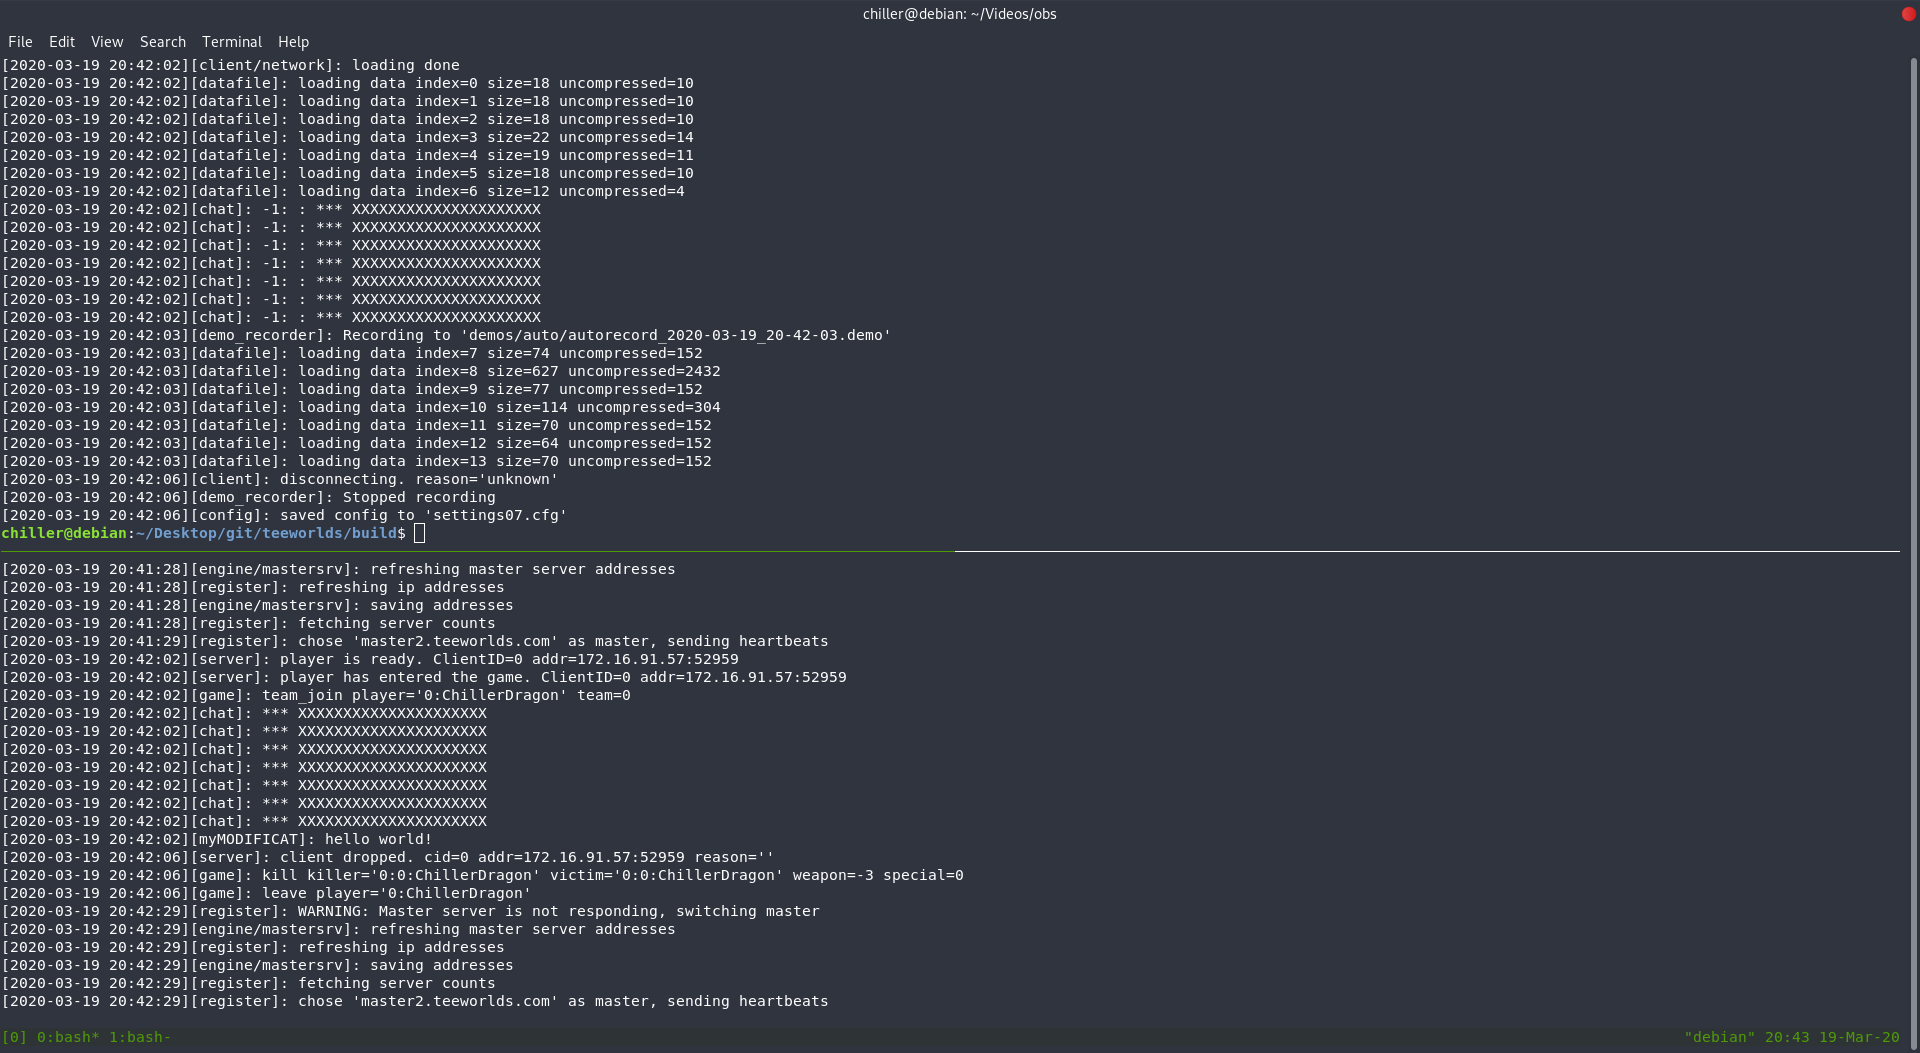 chiller@debian: ~/Videos/obs
File Edit View Search Terminal Help
[2020-03-19 20:42:02][client/network]: loading done
[2020-03-19 20:42:02][datafile]: loading data index=0 size=18 uncompressed=10
[2020-03-19 20:42:02][datafile]: loading data index=1 size=18 uncompressed=10
[2020-03-19 20:42:02][datafile]: loading data index=2 size=18 uncompressed=10
[2020-03-19 20:42:02][datafile]: loading data index=3 size=22 uncompressed=14
[2020-03-19 20:42:02][datafile]: loading data index=4 size=19 uncompressed=11
[2020-03-19 20:42:02][datafile]: loading data index=5 size=18 uncompressed=10
[2020-03-19 20:42:02][datafile]: loading data index=6 size=12 uncompressed=4
[2020-03-19 20:42:02][chat]: -1: : *** XXXXXXXXXXXXXXXXXXXXX
[2020-03-19 20:42:02][chat]: -1: : *** XXXXXXXXXXXXXXXXXXXXX
[2020-03-19 20:42:02][chat]: -1: : *** XXXXXXXXXXXXXXXXXXXXX
[2020-03-19 20:42:02][chat]: -1: : *** XXXXXXXXXXXXXXXXXXXXX
[2020-03-19 20:42:02][chat]: -1: : *** XXXXXXXXXXXXXXXXXXXXX
[2020-03-19 20:42:02][chat]: -1: : *** XXXXXXXXXXXXXXXXXXXXX
[2020-03-19 20:42:02][chat]: -1: : *** XXXXXXXXXXXXXXXXXXXXX
[2020-03-19 20:42:03][demo_recorder]: Recording to 'demos/auto/autorecord_2020-03-19_20-42-03.demo'
[2020-03-19 20:42:03][datafile]: loading data index=7 size=74 uncompressed=152
[2020-03-19 20:42:03][datafile]: loading data index=8 size=627 uncompressed=2432
[2020-03-19 20:42:03][datafile]: loading data index=9 size=77 uncompressed=152
[2020-03-19 20:42:03][datafile]: loading data index=10 size=114 uncompressed=304
[2020-03-19 20:42:03][datafile]: loading data index=11 size=70 uncompressed=152
[2020-03-19 20:42:03][datafile]: loading data index=12 size=64 uncompressed=152
[2020-03-19 20:42:03][datafile]: loading data index=13 size=70 uncompressed=152
[2020-03-19 20:42:06][client]: disconnecting. reason='unknown'
[2020-03-19 20:42:06][demo_recorder]: Stopped recording
[2020-03-19 20:42:06][config]: saved config to 'settings07.cfg'
chiller@debian:~/Desktop/git/teeworlds/build$
[2020-03-19 20:41:28][engine/mastersrv]: refreshing master server addresses
[2020-03-19 20:41:28][register]: refreshing ip addresses
[2020-03-19 20:41:28][engine/mastersrv]: saving addresses
[2020-03-19 20:41:28][register]: fetching server counts
[2020-03-19 20:41:29][register]: chose 'master2.teeworlds.com' as master, sending heartbeats
[2020-03-19 20:42:02][server]: player is ready. ClientID=0 addr=172.16.91.57:52959
[2020-03-19 20:42:02][server]: player has entered the game. ClientID=0 addr=172.16.91.57:52959
[2020-03-19 20:42:02][game]: team_join player='0:ChillerDragon' team=0
[2020-03-19 20:42:02][chat]: *** XXXXXXXXXXXXXXXXXXXXX
[2020-03-19 20:42:02][chat]: *** XXXXXXXXXXXXXXXXXXXXX
[2020-03-19 20:42:02][chat]: *** XXXXXXXXXXXXXXXXXXXXX
[2020-03-19 20:42:02][chat]: *** XXXXXXXXXXXXXXXXXXXXX
[2020-03-19 20:42:02][chat]: *** XXXXXXXXXXXXXXXXXXXXX
[2020-03-19 20:42:02][chat]: *** XXXXXXXXXXXXXXXXXXXXX
[2020-03-19 20:42:02][chat]: *** XXXXXXXXXXXXXXXXXXXXX
[2020-03-19 20:42:02][myMODIFICAT]: hello world!
[2020-03-19 20:42:06][server]: client dropped. cid=0 addr=172.16.91.57:52959 reason=''
[2020-03-19 20:42:06][game]: kill killer='0:0:ChillerDragon' victim='0:0:ChillerDragon' weapon=-3 special=0
[2020-03-19 20:42:06][game]: leave player='0:ChillerDragon'
[2020-03-19 20:42:29][register]: WARNING: Master server is not responding, switching master
[2020-03-19 20:42:29][engine/mastersrv]: refreshing master server addresses
[2020-03-19 20:42:29][register]: refreshing ip addresses
[2020-03-19 20:42:29][engine/mastersrv]: saving addresses
[2020-03-19 20:42:29][register]: fetching server counts
[2020-03-19 20:42:29][register]: chose 'master2.teeworlds.com' as master, sending heartbeats
[0] 0:bash* 1:bash- "debian" 20:43 19-Mar-20